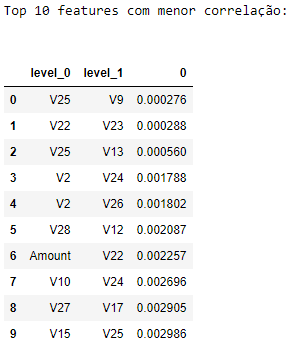 Top 10 features com menor correlação:
level_0 level_1 0
0 V25 V9 0.000276
1 V22 V23 0.000288
2 V25 V13 0.000560
3 V2 V24 0.001788
4 V2 V26 0.001802
5 V28 V12 0.002087
6 Amount V22 0.002257
7 V10 V24 0.002696
8 V27 V17 0.002905
9 V15 V25 0.002986